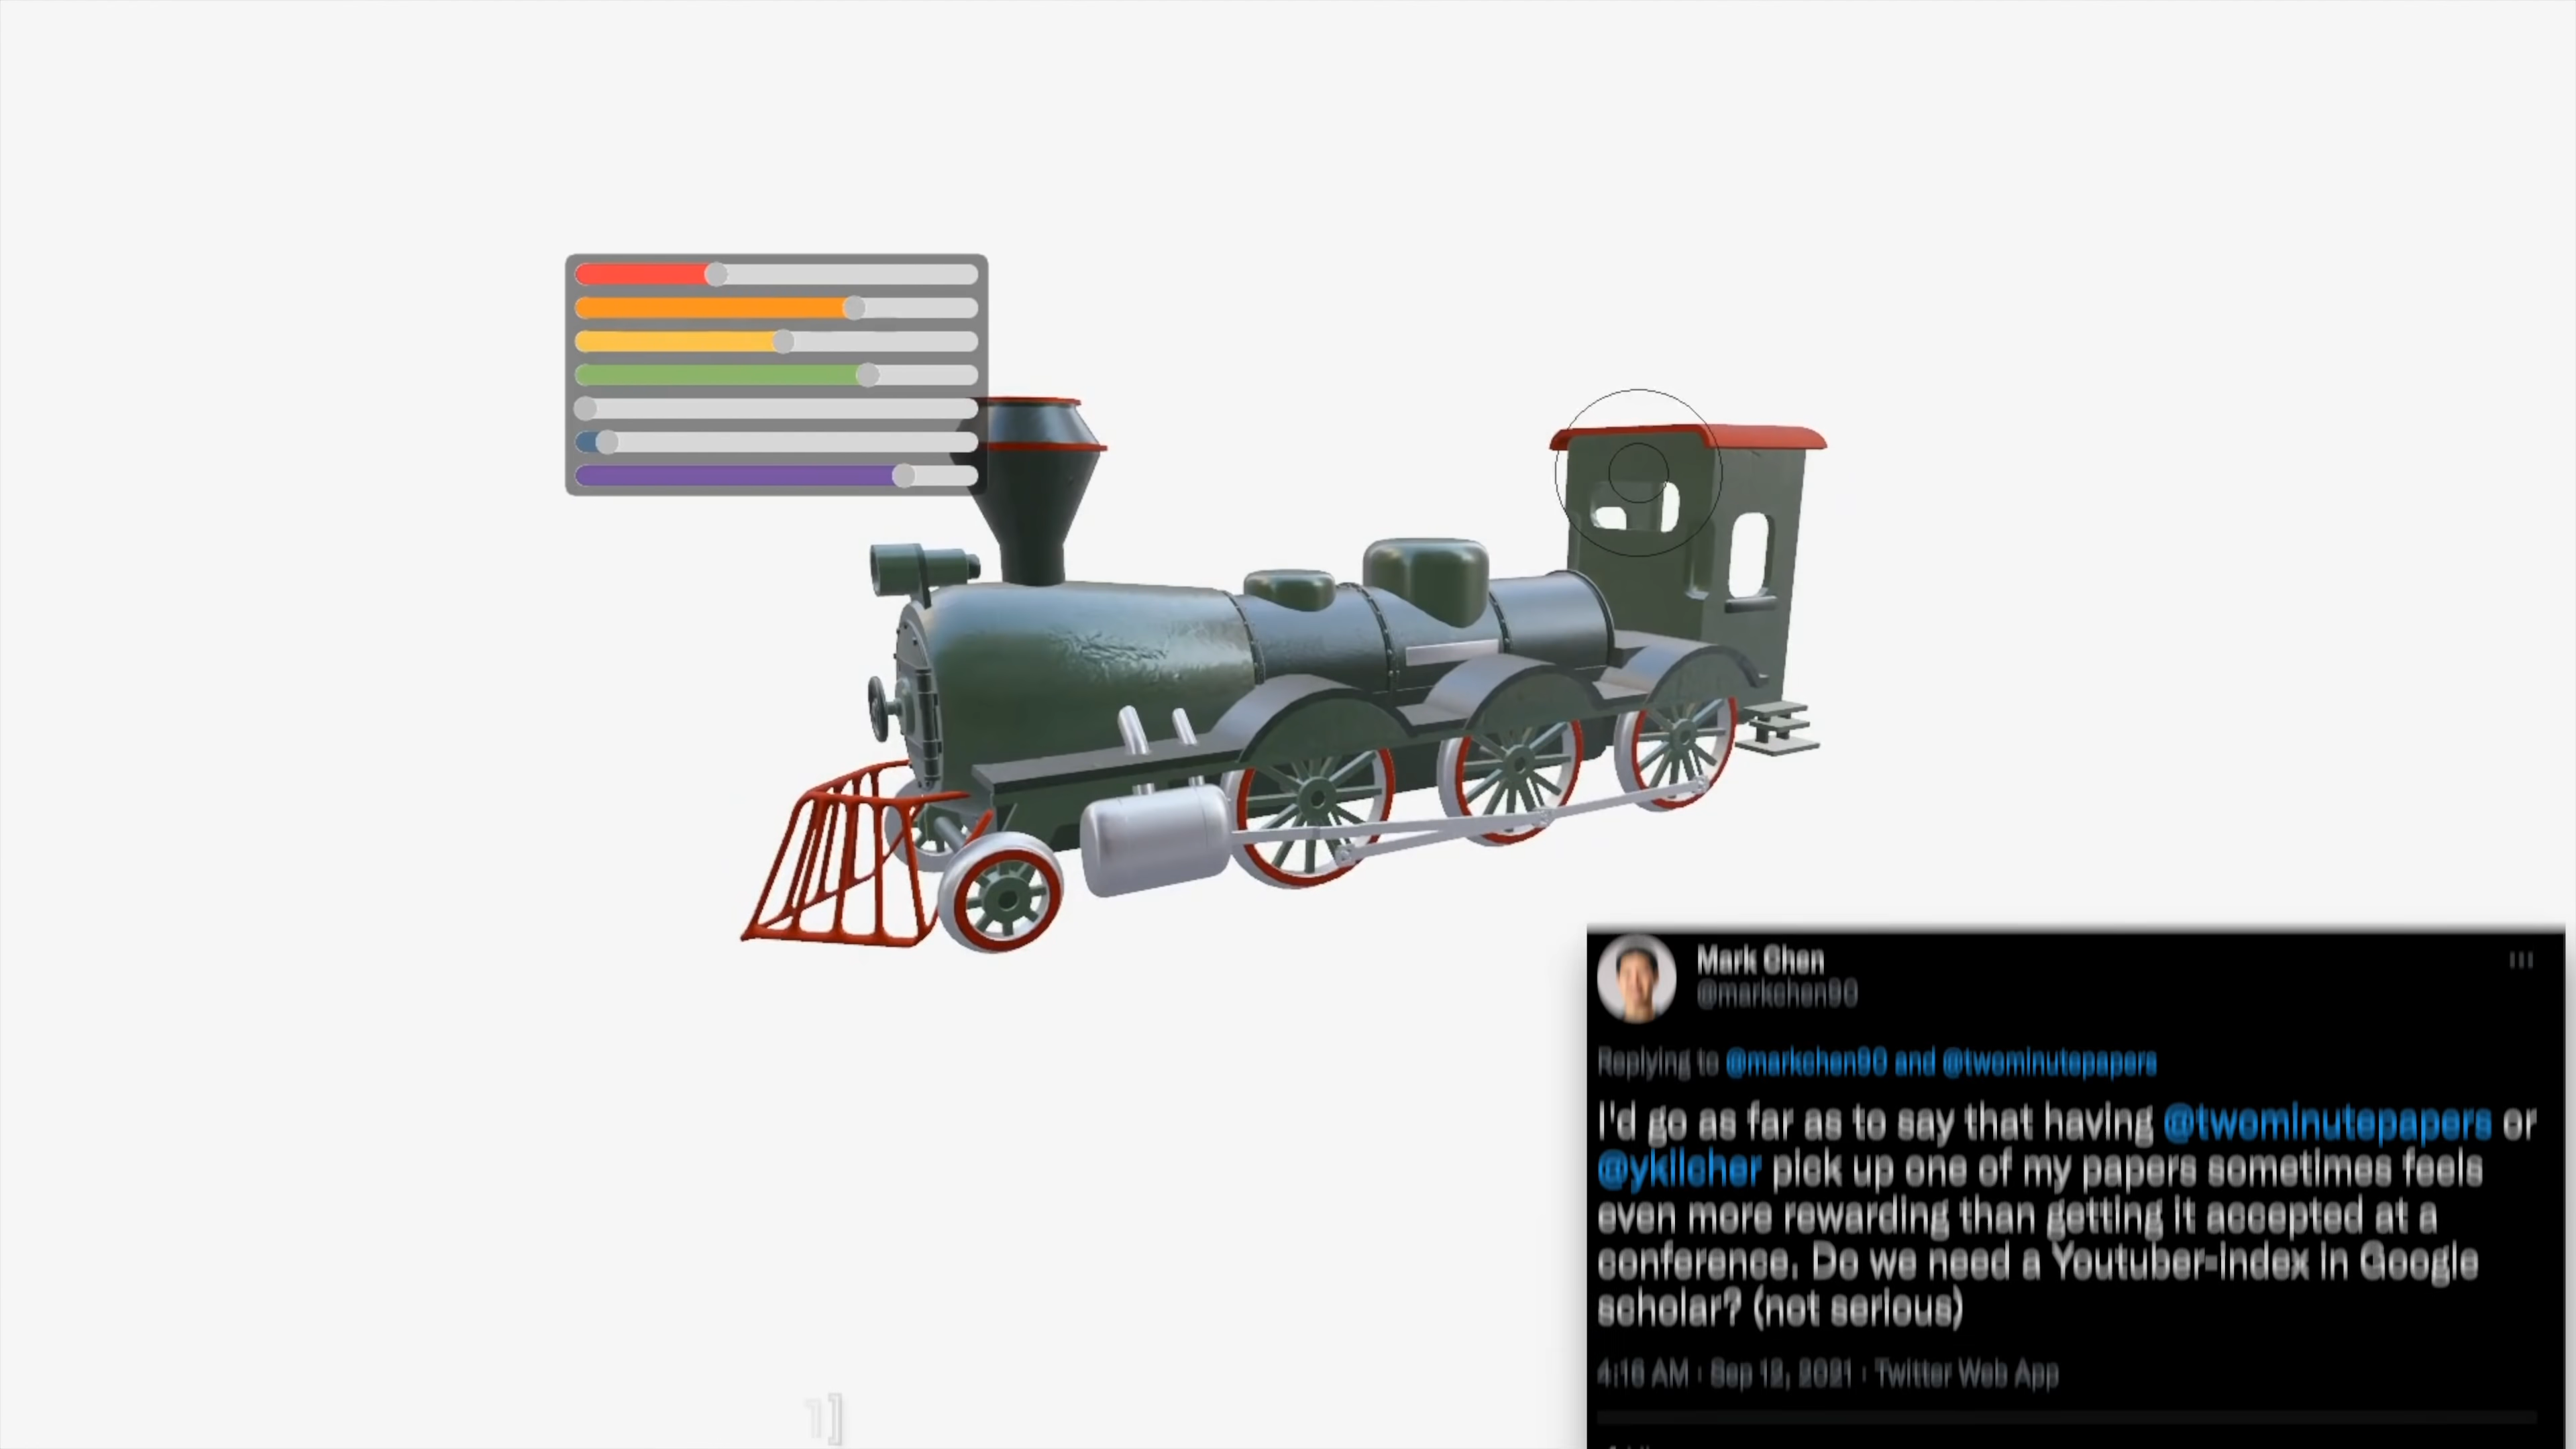 Mark Chen
@markchen90
Replying to @markchen90 and @twominutepapers
I'd go as far as to say that having @twominutepapers or
@ykilcher pick up one of my papers sometimes feels
even more rewarding than getting it accepted at a
conference. Do we need a Youtuber-index in Google
scholar? (not serious)
4:16 AM · Sep 12, 2021 · Twitter Web App
1]